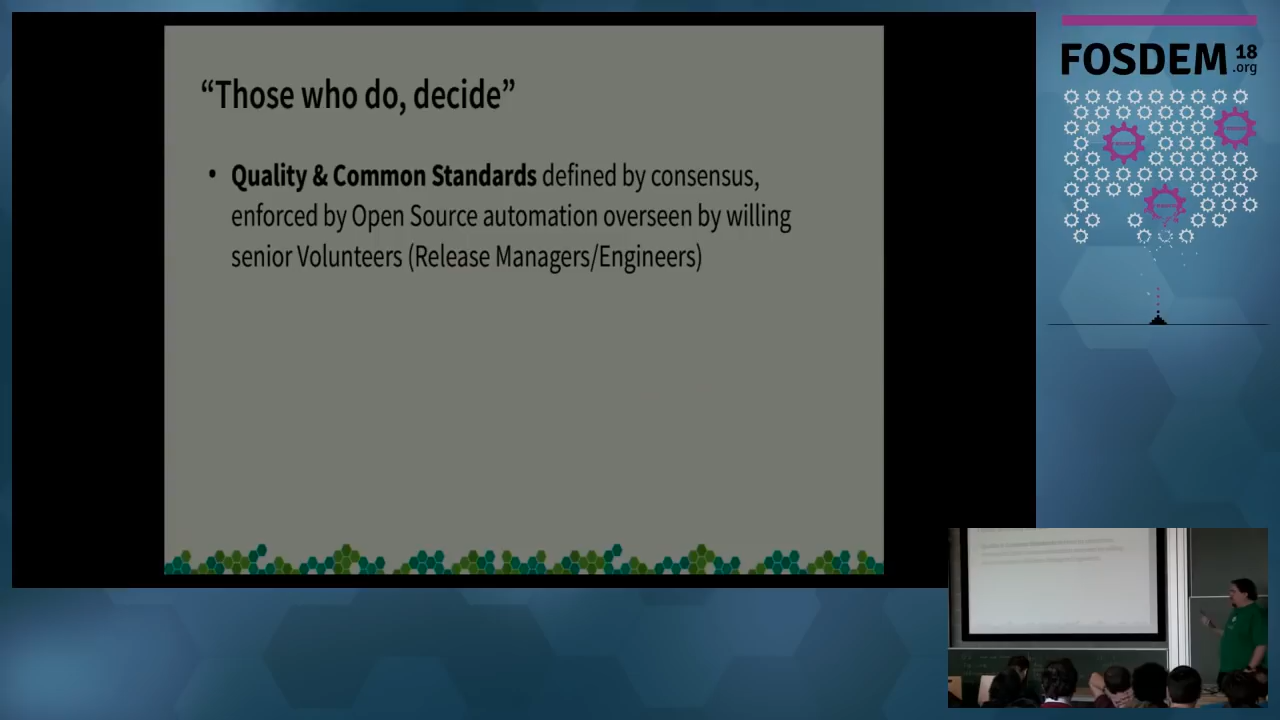 “Those who do, decide”
• Quality & Common Standards defined by consensus,
enforced by Open Source automation overseen by willing
senior Volunteers (Release Managers/Engineers)
FOSDEM 18
.org